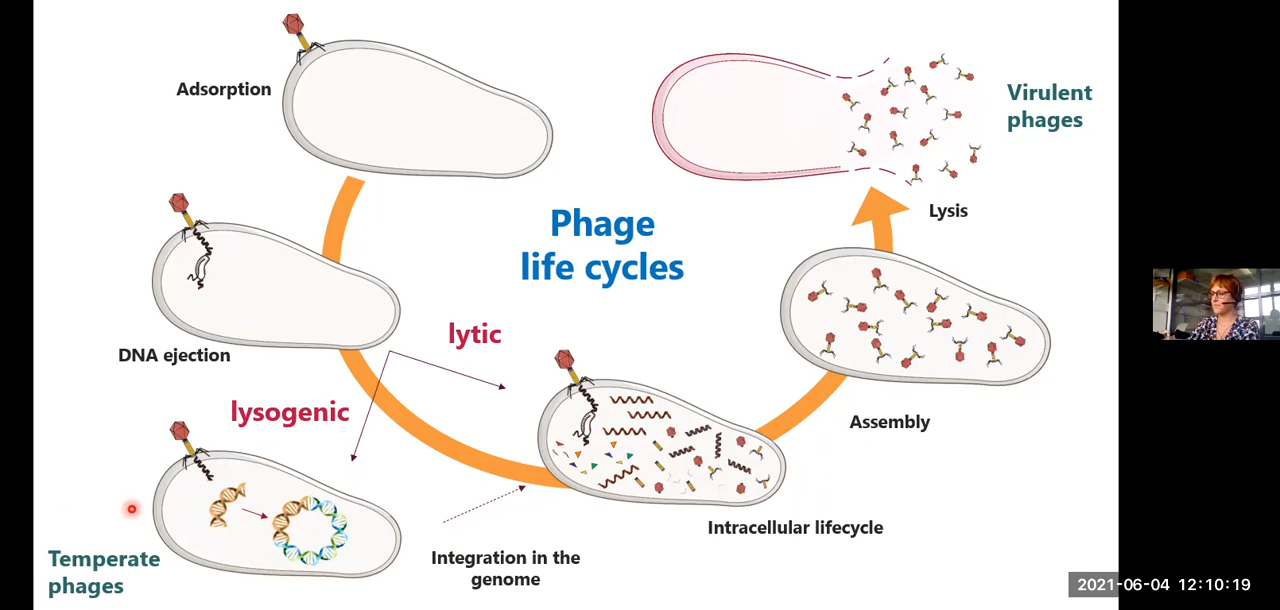 Adsorption
Virulent
phages
Phage
life cycles
Lysis
lytic
DNA ejection
lysogenic
Assembly
Intracellular lifecycle
Temperate
phages
Integration in the
genome
2021-06-04 12:10:19